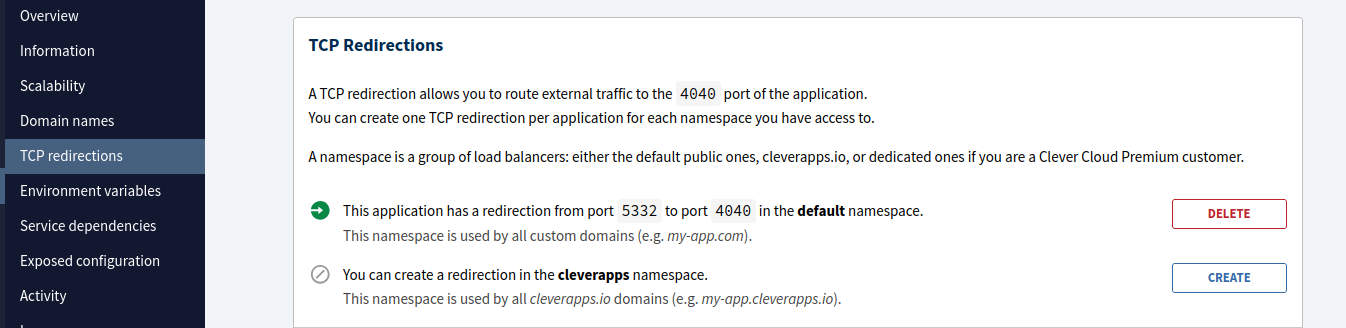 Overview
Information
Scalability
Domain names
TCP redirections
Environment variables
Service dependencies
Exposed configuration
Activity
TCP Redirections
A TCP redirection allows you to route external traffic to the 4040 port of the application.
You can create one TCP redirection per application for each namespace you have access to.
A namespace is a group of load balancers: either the default public ones, cleverapps.io, or dedicated ones if you are a Clever Cloud Premium customer.
This application has a redirection from port 5332 to port 4040 in the default namespace.
This namespace is used by all custom domains (e.g. my-app.com).
DELETE
You can create a redirection in the cleverapps namespace.
This namespace is used by all cleverapps.io domains (e.g. my-app.cleverapps.io).
CREATE